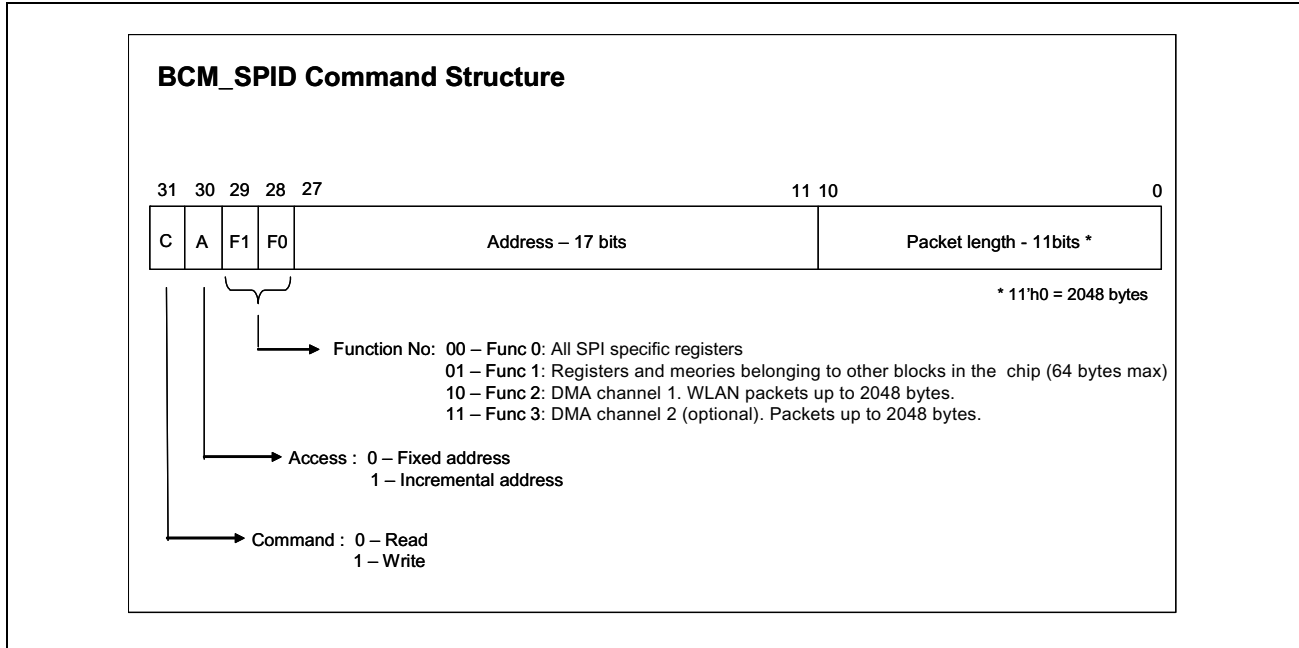 BCM_SPID Command Structure
31 30 29 28 27 11 10 0
C A F1 F0 Address – 17 bits Packet length - 11bits *
* 11'h0 = 2048 bytes
Function No: 00 – Func 0: All SPI specific registers
01 – Func 1: Registers and meories belonging to other blocks in the chip (64 bytes max)
10 – Func 2: DMA channel 1. WLAN packets up to 2048 bytes.
11 – Func 3: DMA channel 2 (optional). Packets up to 2048 bytes.
Access : 0 – Fixed address
1 – Incremental address
Command : 0 – Read
1 – Write